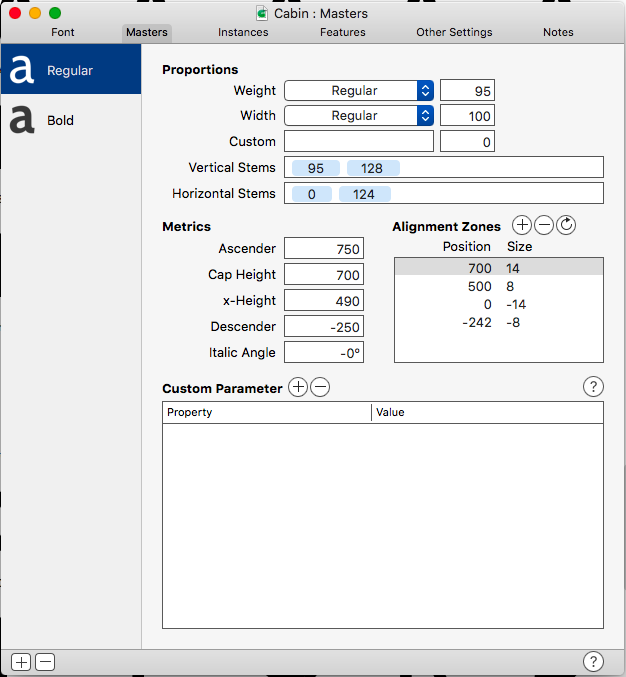 Cabin : Masters
Font Masters Instances Features Other Settings Notes
a Regular
a Bold
Proportions
Weight Regular 95
Width Regular 100
Custom 0
Vertical Stems 95 128
Horizontal Stems 0 124
Metrics
Ascender 750
Cap Height 700
x-Height 490
Descender -250
Italic Angle -0°
Alignment Zones
Position Size
700 14
500 8
0 -14
-242 -8
Custom Parameter
?
Property Value
?